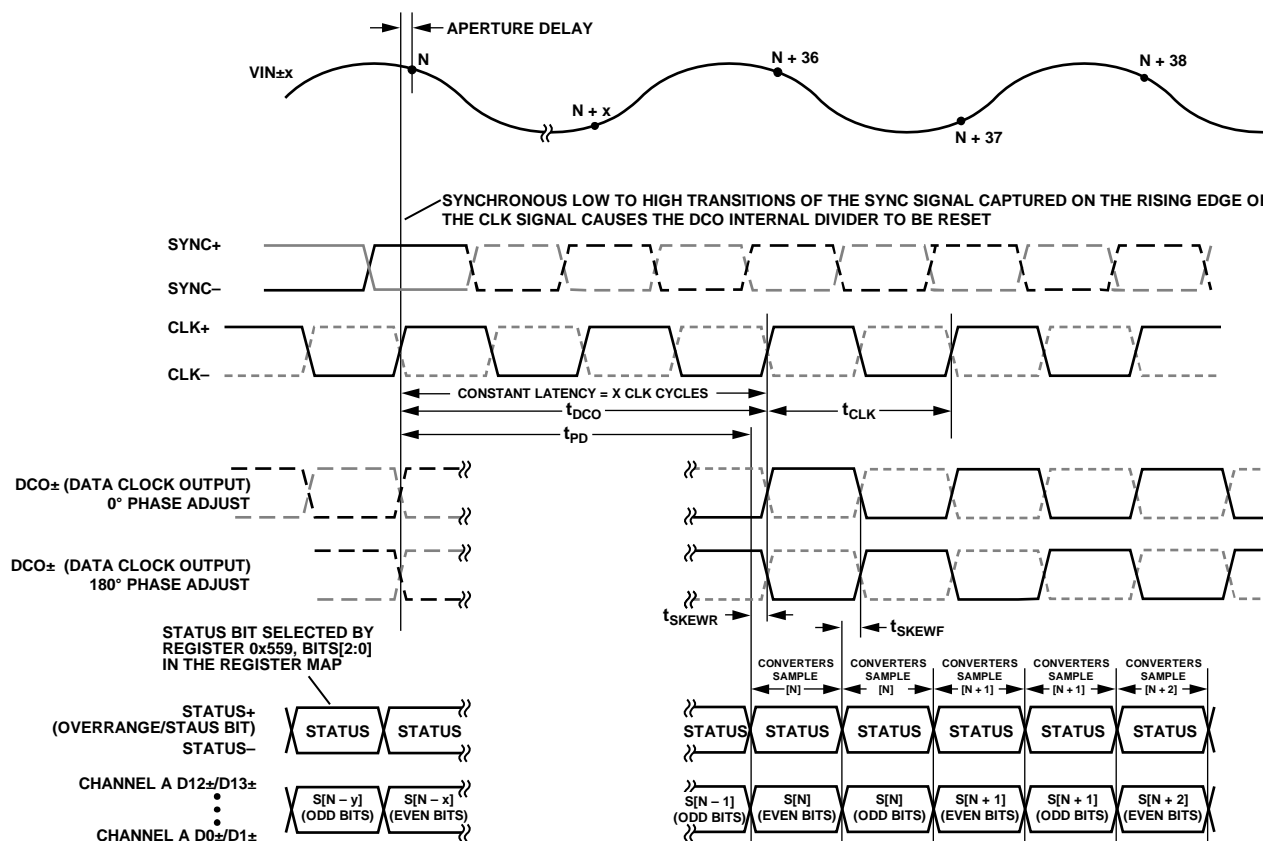 APERTURE DELAY
N
VIN±x
N + x
N + 36
N + 37
N + 38
SYNCHRONOUS LOW TO HIGH TRANSITIONS OF THE SYNC SIGNAL CAPTURED ON THE RISING EDGE O
THE CLK SIGNAL CAUSES THE DCO INTERNAL DIVIDER TO BE RESET
SYNC+
SYNC–
CLK+
CLK–
CONSTANT LATENCY = X CLK CYCLES
tDCO
tCLK
tPD
DCO± (DATA CLOCK OUTPUT)
0° PHASE ADJUST
DCO± (DATA CLOCK OUTPUT)
180° PHASE ADJUST
tSKEWR
tSKEWF
STATUS BIT SELECTED BY
REGISTER 0x559, BITS[2:0]
IN THE REGISTER MAP
CONVERTERS
SAMPLE
[N]
CONVERTERS
SAMPLE
[N]
CONVERTERS
SAMPLE
[N + 1]
CONVERTERS
SAMPLE
[N + 1]
CONVERTERS
SAMPLE
[N + 2]
STATUS+
(OVERRANGE/STAUS BIT)
STATUS–
STATUS
STATUS
STATUS
STATUS
STATUS
STATUS
STATUS
STATUS
CHANNEL A D12±/D13±
CHANNEL A D0±/D1±
S[N – y]
(ODD BITS)
S[N – x]
(EVEN BITS)
S[N – 1]
(ODD BITS)
S[N]
(EVEN BITS)
S[N]
(ODD BITS)
S[N + 1]
(EVEN BITS)
S[N + 1]
(ODD BITS)
S[N + 2]
(EVEN BITS)